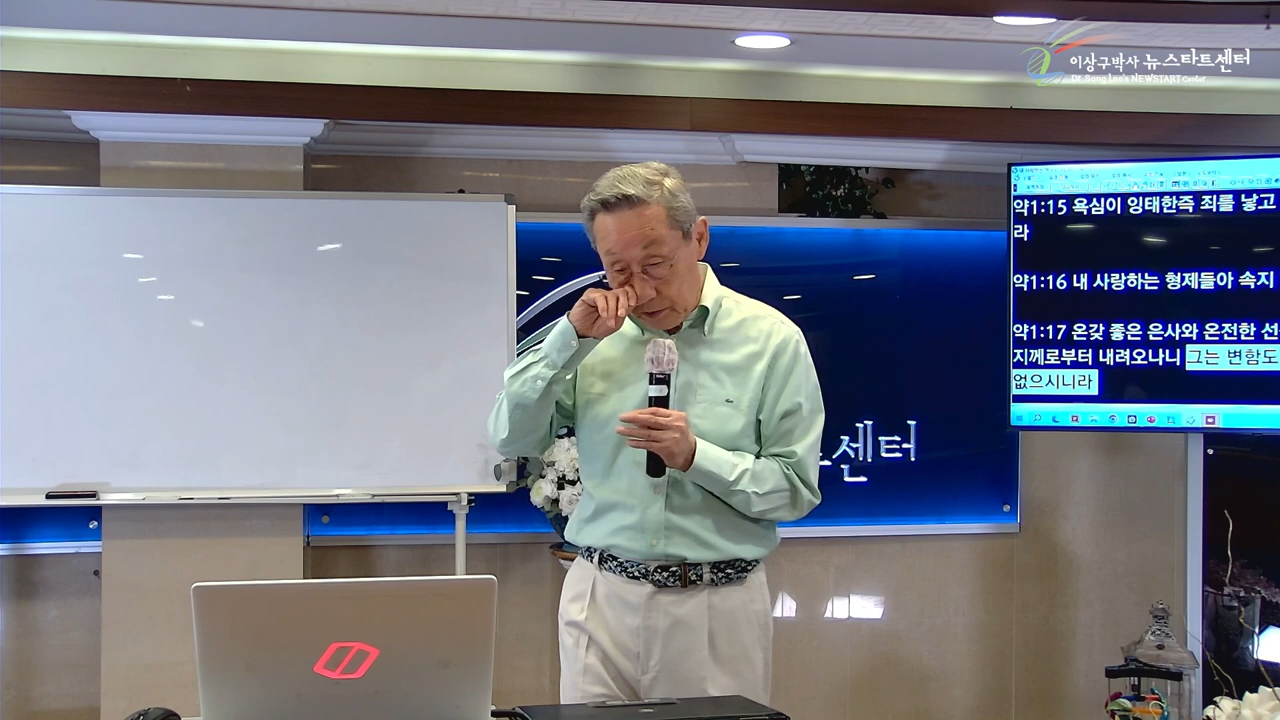 이상구박사 뉴스타트센터
Dr. Sang Lee's NEWSTART Center
약1:15 욕심이 잉태한즉 죄를 낳고
라
약1:16 내 사랑하는 형제들아 속지
약1:17 온갖 좋은 은사와 온전한 선
지께로부터 내려오나니 그는 변함도
없으시니라
센터